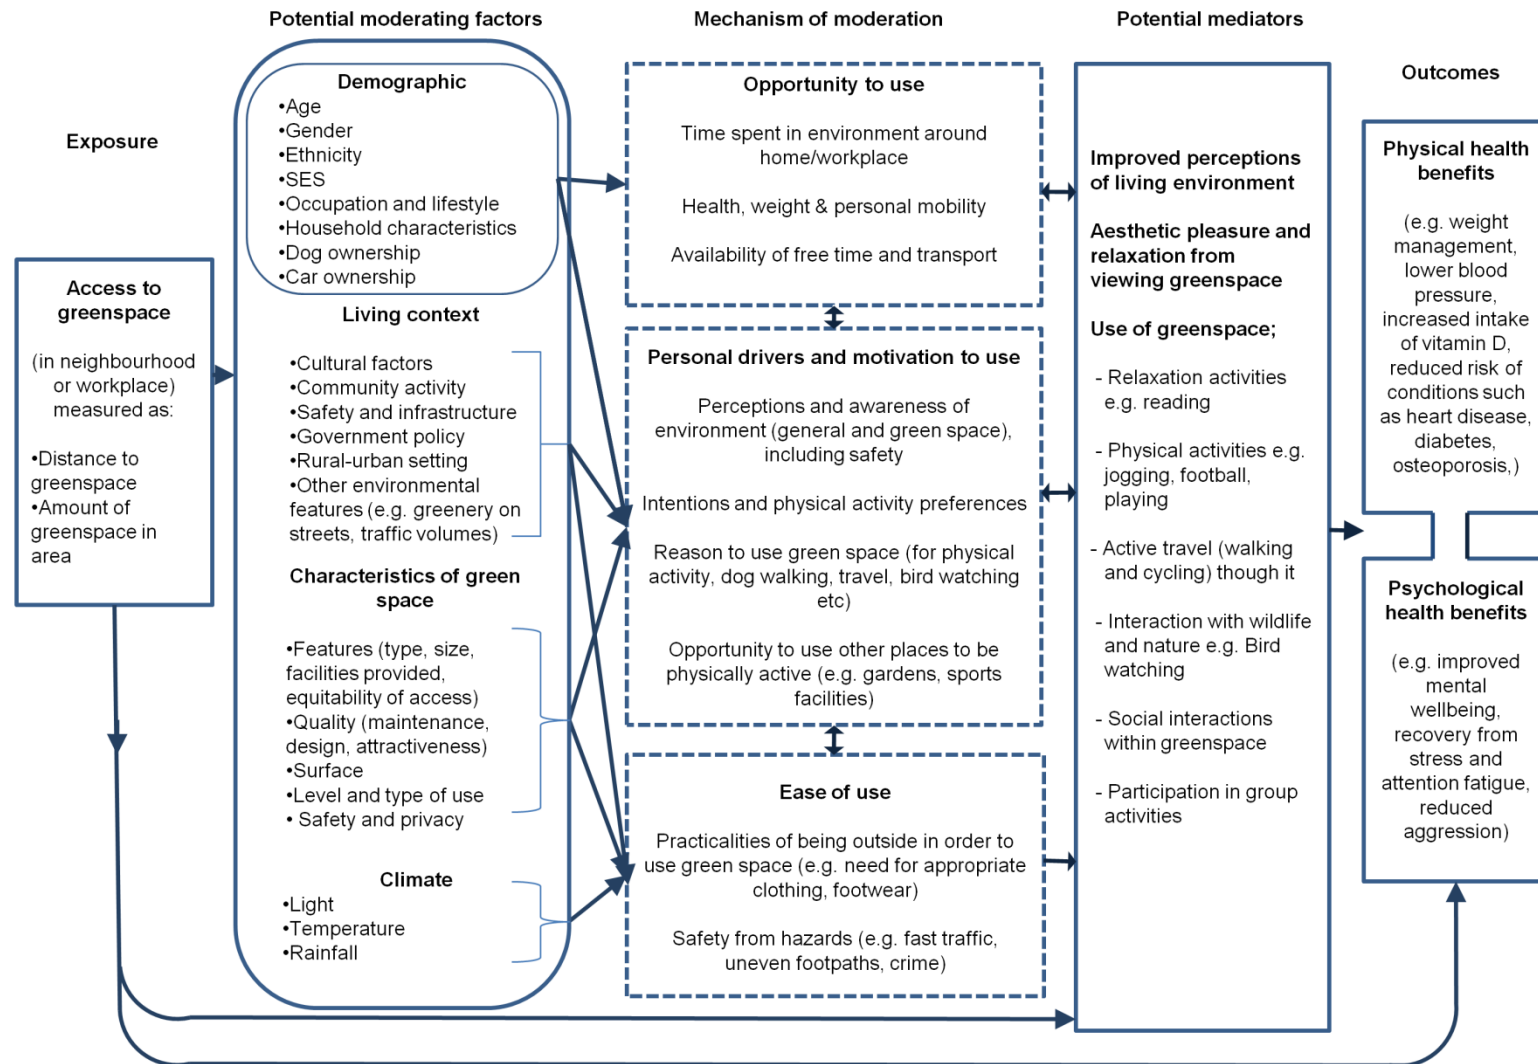 Potential moderating factors
Mechanism of moderation
Potential mediators
Outcomes
Exposure
Access to
greenspace
(in neighbourhood
or workplace)
measured as:
•Distance to
greenspace
•Amount of
greenspace in
area
Demographic
•Age
•Gender
•Ethnicity
•SES
•Occupation and lifestyle
•Household characteristics
•Dog ownership
•Car ownership
Living context
•Cultural factors
•Community activity
•Safety and infrastructure
•Government policy
•Rural-urban setting
•Other environmental
features (e.g. greenery on
streets, traffic volumes)
Characteristics of green
space
•Features (type, size,
facilities provided,
equitability of access)
•Quality (maintenance,
design, attractiveness)
•Surface
•Level and type of use
• Safety and privacy
Climate
•Light
•Temperature
•Rainfall
Opportunity to use
Time spent in environment around
home/workplace
Health, weight & personal mobility
Availability of free time and transport
Personal drivers and motivation to use
Perceptions and awareness of
environment (general and green space),
including safety
Intentions and physical activity preferences
Reason to use green space (for physical
activity, dog walking, travel, bird watching
etc)
Opportunity to use other places to be
physically active (e.g. gardens, sports
facilities)
Ease of use
Practicalities of being outside in order to
use green space (e.g. need for appropriate
clothing, footwear)
Safety from hazards (e.g. fast traffic,
uneven footpaths, crime)
Improved perceptions
of living environment
Aesthetic pleasure and
relaxation from
viewing greenspace
Use of greenspace;
- Relaxation activities
e.g. reading
- Physical activities e.g.
jogging, football,
playing
- Active travel (walking
and cycling) though it
- Interaction with wildlife
and nature e.g. Bird
watching
- Social interactions
within greenspace
- Participation in group
activities
Physical health
benefits
(e.g. weight
management,
lower blood
pressure,
increased intake
of vitamin D,
reduced risk of
conditions such
as heart disease,
diabetes,
osteoporosis,)
Psychological
health benefits
(e.g. improved
mental
wellbeing,
recovery from
stress and
attention fatigue,
reduced
aggression)